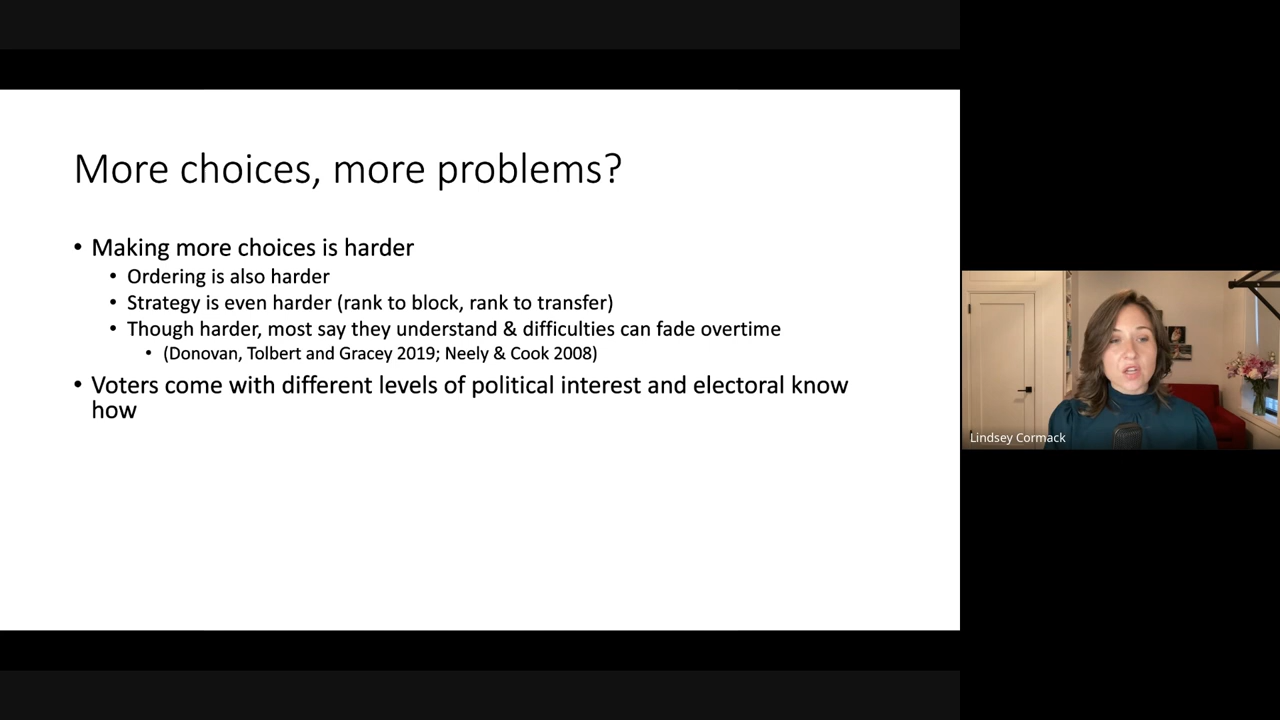 More choices, more problems?
• Making more choices is harder
• Ordering is also harder
• Strategy is even harder (rank to block, rank to transfer)
• Though harder, most say they understand & difficulties can fade overtime
• (Donovan, Tolbert and Gracey 2019; Neely & Cook 2008)
• Voters come with different levels of political interest and electoral know
how
Lindsey Cormack